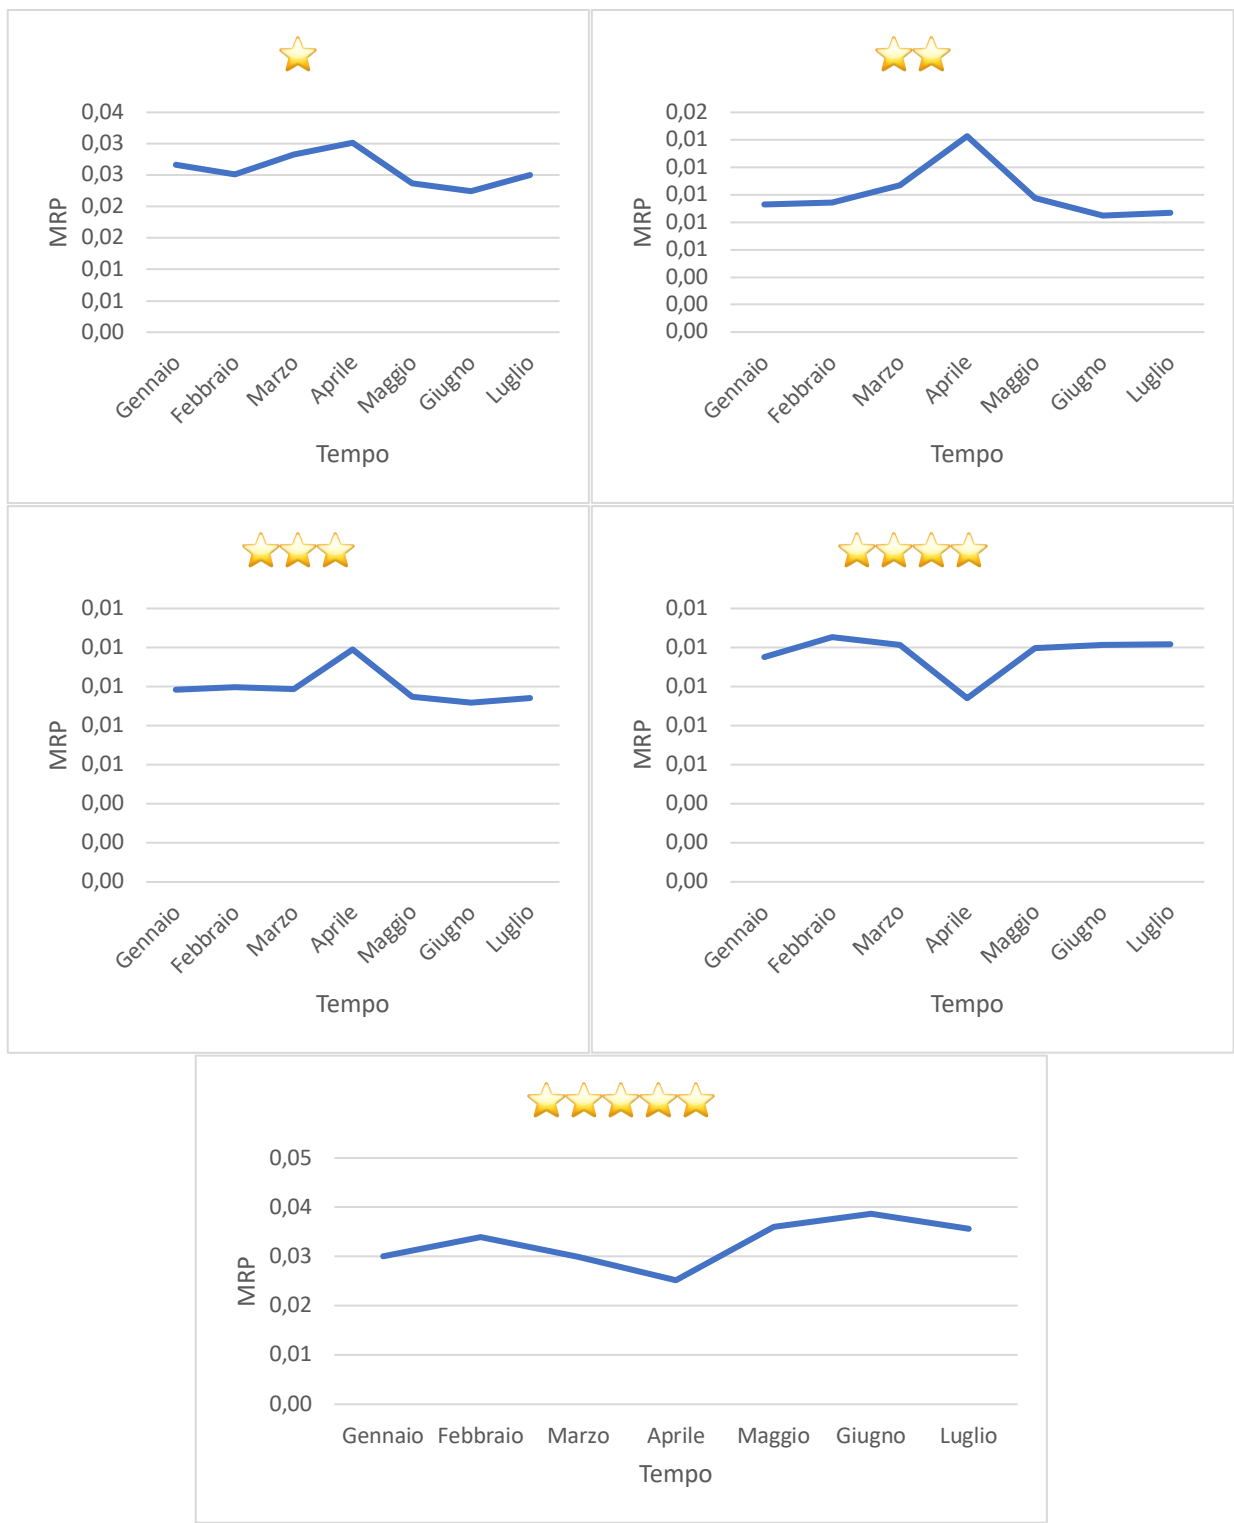 ⭐
0,04
0,03
0,03
0,02
0,02
0,01
0,01
0,00
MRP
Gennaio
Febbraio
Marzo
Aprile
Maggio
Giugno
Luglio
Tempo
⭐⭐
0,02
0,01
0,01
0,01
0,01
0,01
0,00
0,00
0,00
MRP
Gennaio
Febbraio
Marzo
Aprile
Maggio
Giugno
Luglio
Tempo
⭐⭐⭐
0,01
0,01
0,01
0,01
0,01
0,00
0,00
0,00
MRP
Gennaio
Febbraio
Marzo
Aprile
Maggio
Giugno
Luglio
Tempo
⭐⭐⭐⭐
0,01
0,01
0,01
0,01
0,01
0,00
0,00
0,00
MRP
Gennaio
Febbraio
Marzo
Aprile
Maggio
Giugno
Luglio
Tempo
⭐⭐⭐⭐⭐
0,05
0,04
0,03
0,02
0,01
0,00
MRP
Gennaio Febbraio Marzo Aprile Maggio Giugno Luglio
Tempo